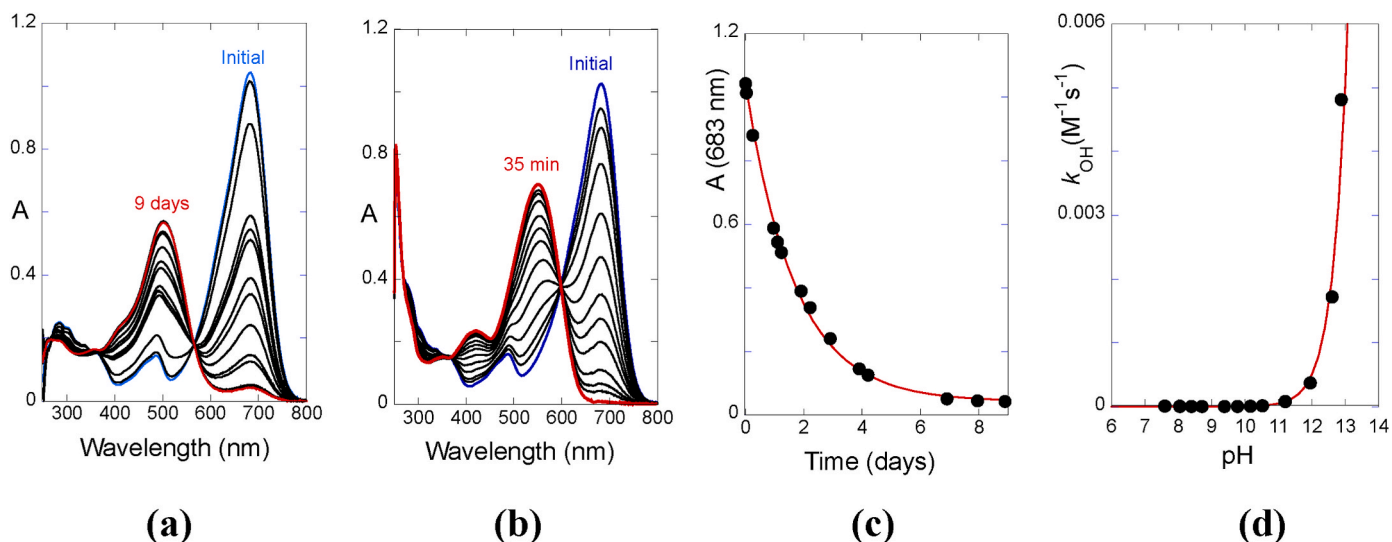 1.2
Initial
0.8
9 days
A
0.4
0
300 400 500 600 700 800
Wavelength (nm)
(a)
1.2
Initial
0.8
35 min
A
0.4
0
300 400 500 600 700 800
Wavelength (nm)
(b)
1.2
A (683 nm)
0.6
0
0 2 4 6 8
Time (days)
(c)
0.006
k_OH(M⁻¹s⁻¹)
0.003
0
6 7 8 9 10 11 12 13 14
pH
(d)